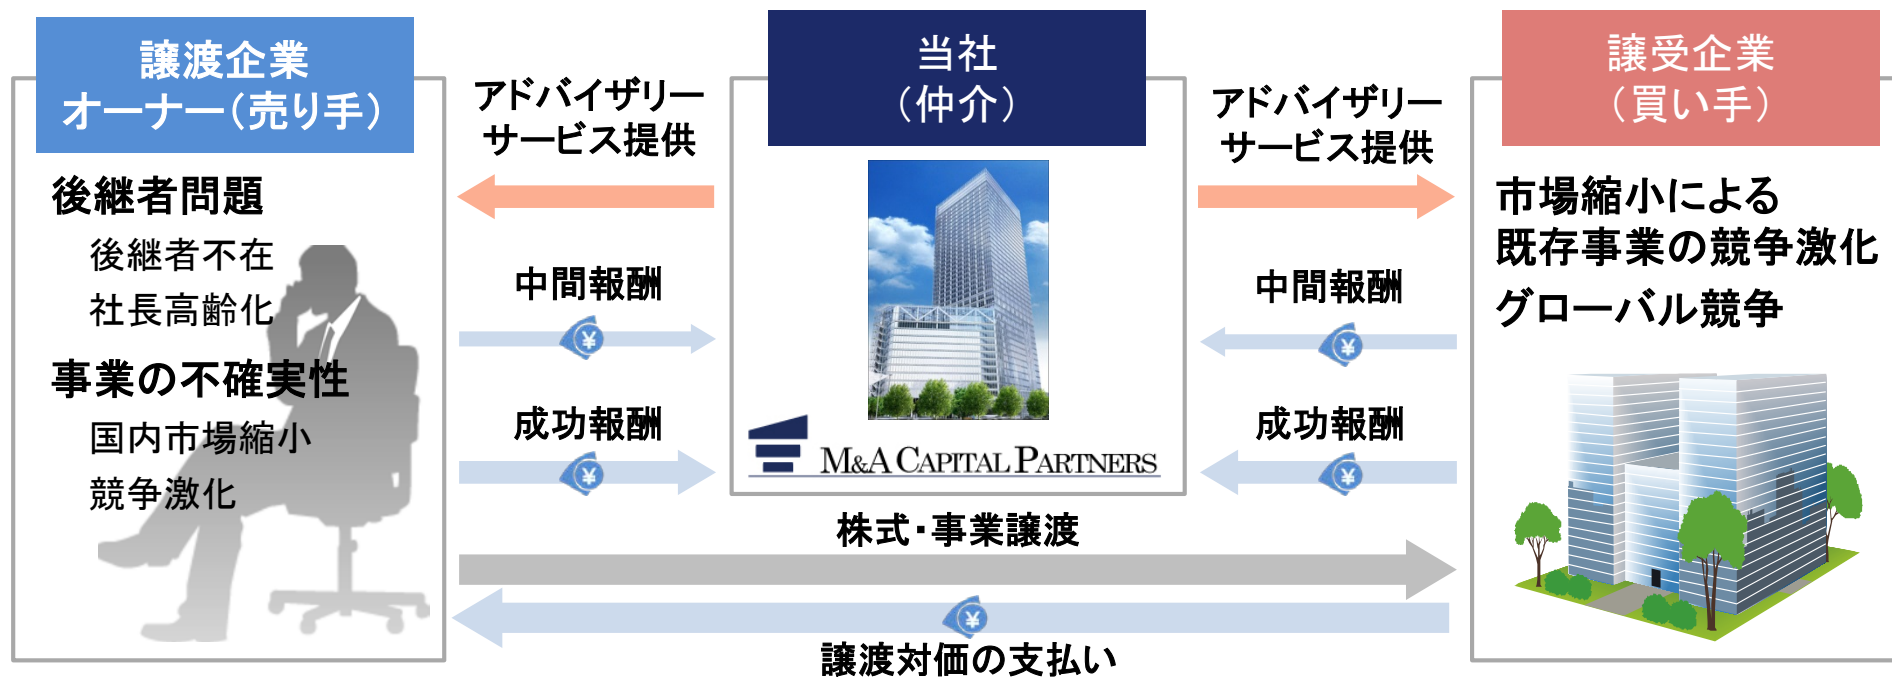 譲渡企業
オーナー（売り手）
後継者問題
後継者不在
社長高齢化
事業の不確実性
国内市場縮小
競争激化
アドバイザリー
サービス提供
中間報酬
¥
成功報酬
¥
当社
（仲介）
M&A CAPITAL PARTNERS
アドバイザリー
サービス提供
中間報酬
¥
成功報酬
¥
譲受企業
（買い手）
市場縮小による
既存事業の競争激化
グローバル競争
株式・事業譲渡
¥
譲渡対価の支払い